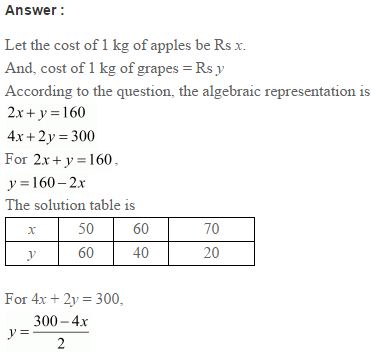 Answer :
Let the cost of 1 kg of apples be Rs x.
And, cost of 1 kg of grapes = Rs y
According to the question, the algebraic representation is
2x + y = 160
4x + 2y = 300
For 2x + y = 160,
y = 160 − 2x
The solution table is
x 50 60 70
y 60 40 20
For 4x + 2y = 300,
y = (300 − 4x)/2